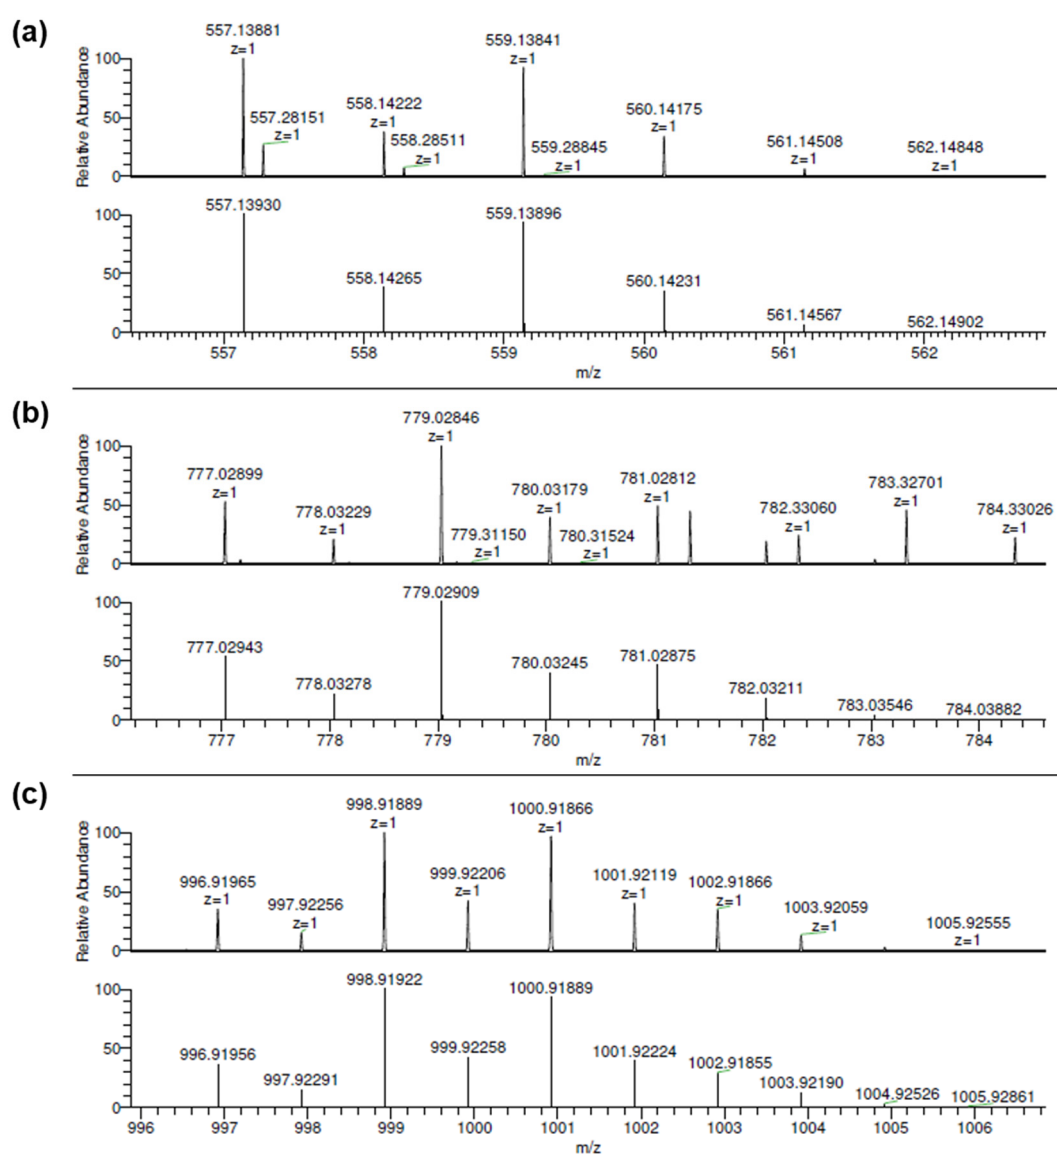 (a)
557.13881
z=1
559.13841
z=1
558.14222
z=1
560.14175
z=1
557.28151
z=1
558.28511
z=1
559.28845
z=1
561.14508
z=1
562.14848
z=1
Relative Abundance
100
50
0
557.13930
559.13896
558.14265
560.14231
561.14567
562.14902
100
50
0
557 558 559 560 561 562
m/z
(b)
779.02846
z=1
777.02899
z=1
778.03229
z=1
780.03179
z=1
781.02812
z=1
783.32701
z=1
779.31150
z=1
780.31524
z=1
782.33060
z=1
784.33026
z=1
Relative Abundance
100
50
0
779.02909
777.02943
778.03278
780.03245
781.02875
782.03211
783.03546
784.03882
100
50
0
777 778 779 780 781 782 783 784
m/z
(c)
998.91889
z=1
1000.91866
z=1
996.91965
z=1
997.92256
z=1
999.92206
z=1
1001.92119
z=1
1002.91866
z=1
1003.92059
z=1
1005.92555
z=1
Relative Abundance
100
50
0
998.91922
1000.91889
996.91956
997.92291
999.92258
1001.92224
1002.91855
1003.92190
1004.92526
1005.92861
100
50
0
996 997 998 999 1000 1001 1002 1003 1004 1005 1006
m/z